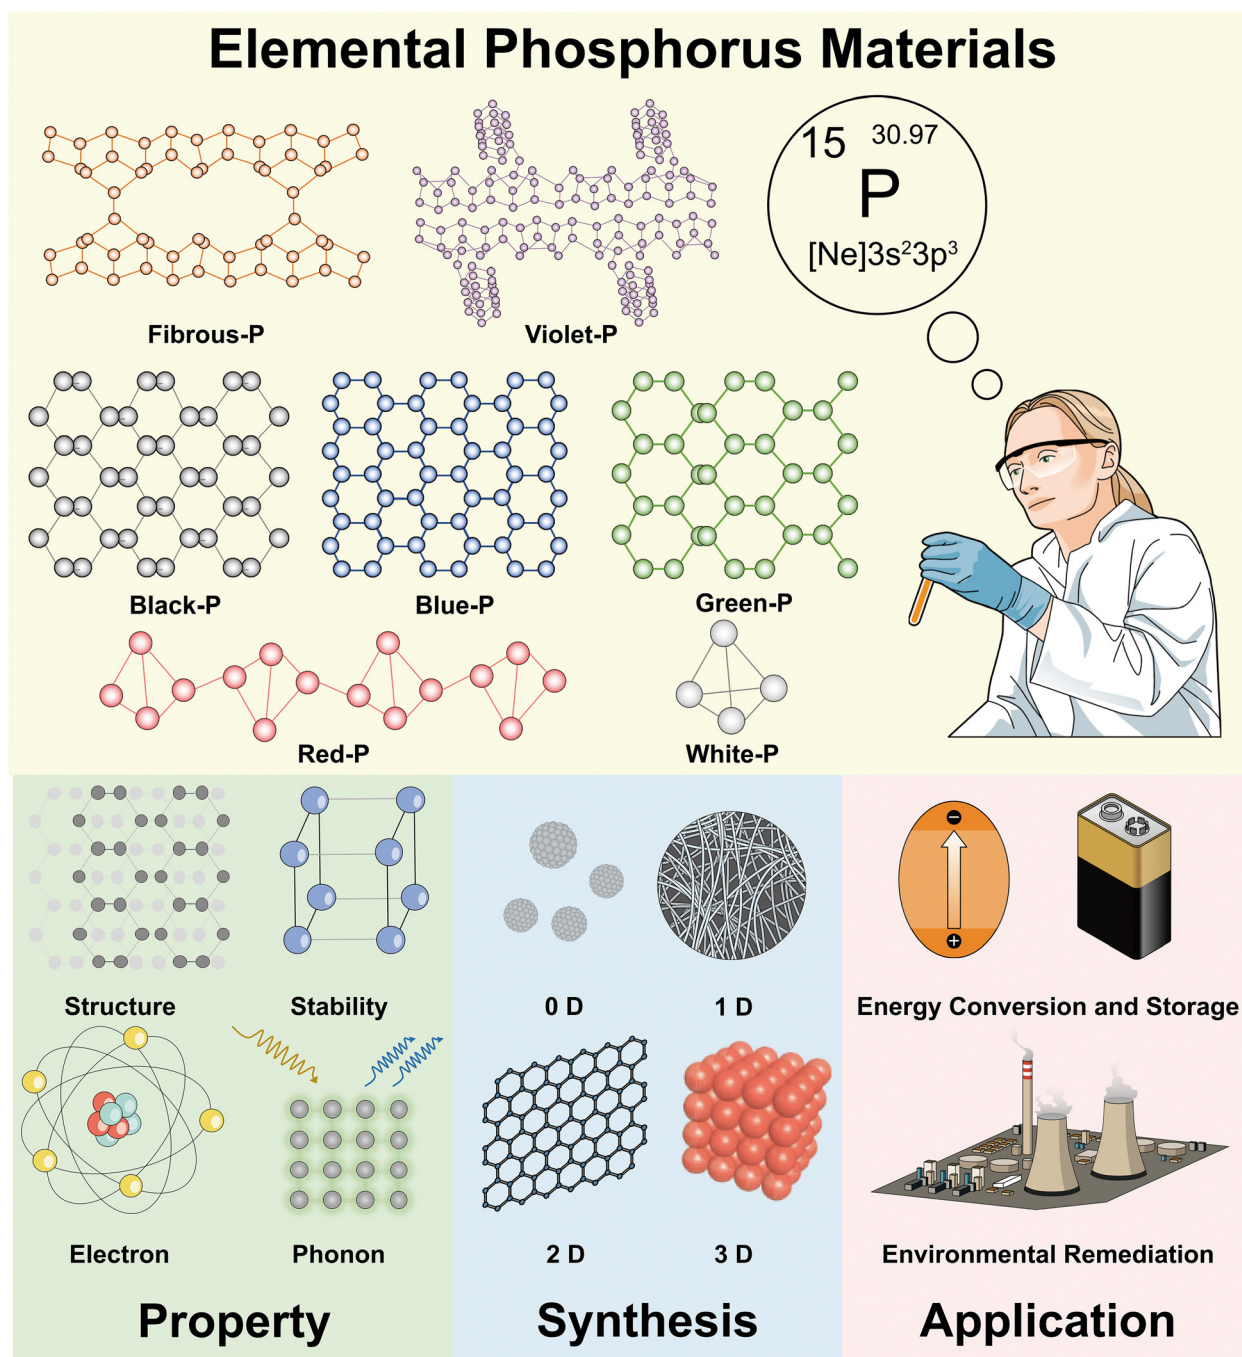 Elemental Phosphorus Materials
15 30.97
P
[Ne]3s²3p³
Fibrous-P
Violet-P
Black-P
Blue-P
Green-P
Red-P
White-P
Structure
Stability
0 D
1 D
Energy Conversion and Storage
Electron
Phonon
2 D
3 D
Environmental Remediation
Property
Synthesis
Application